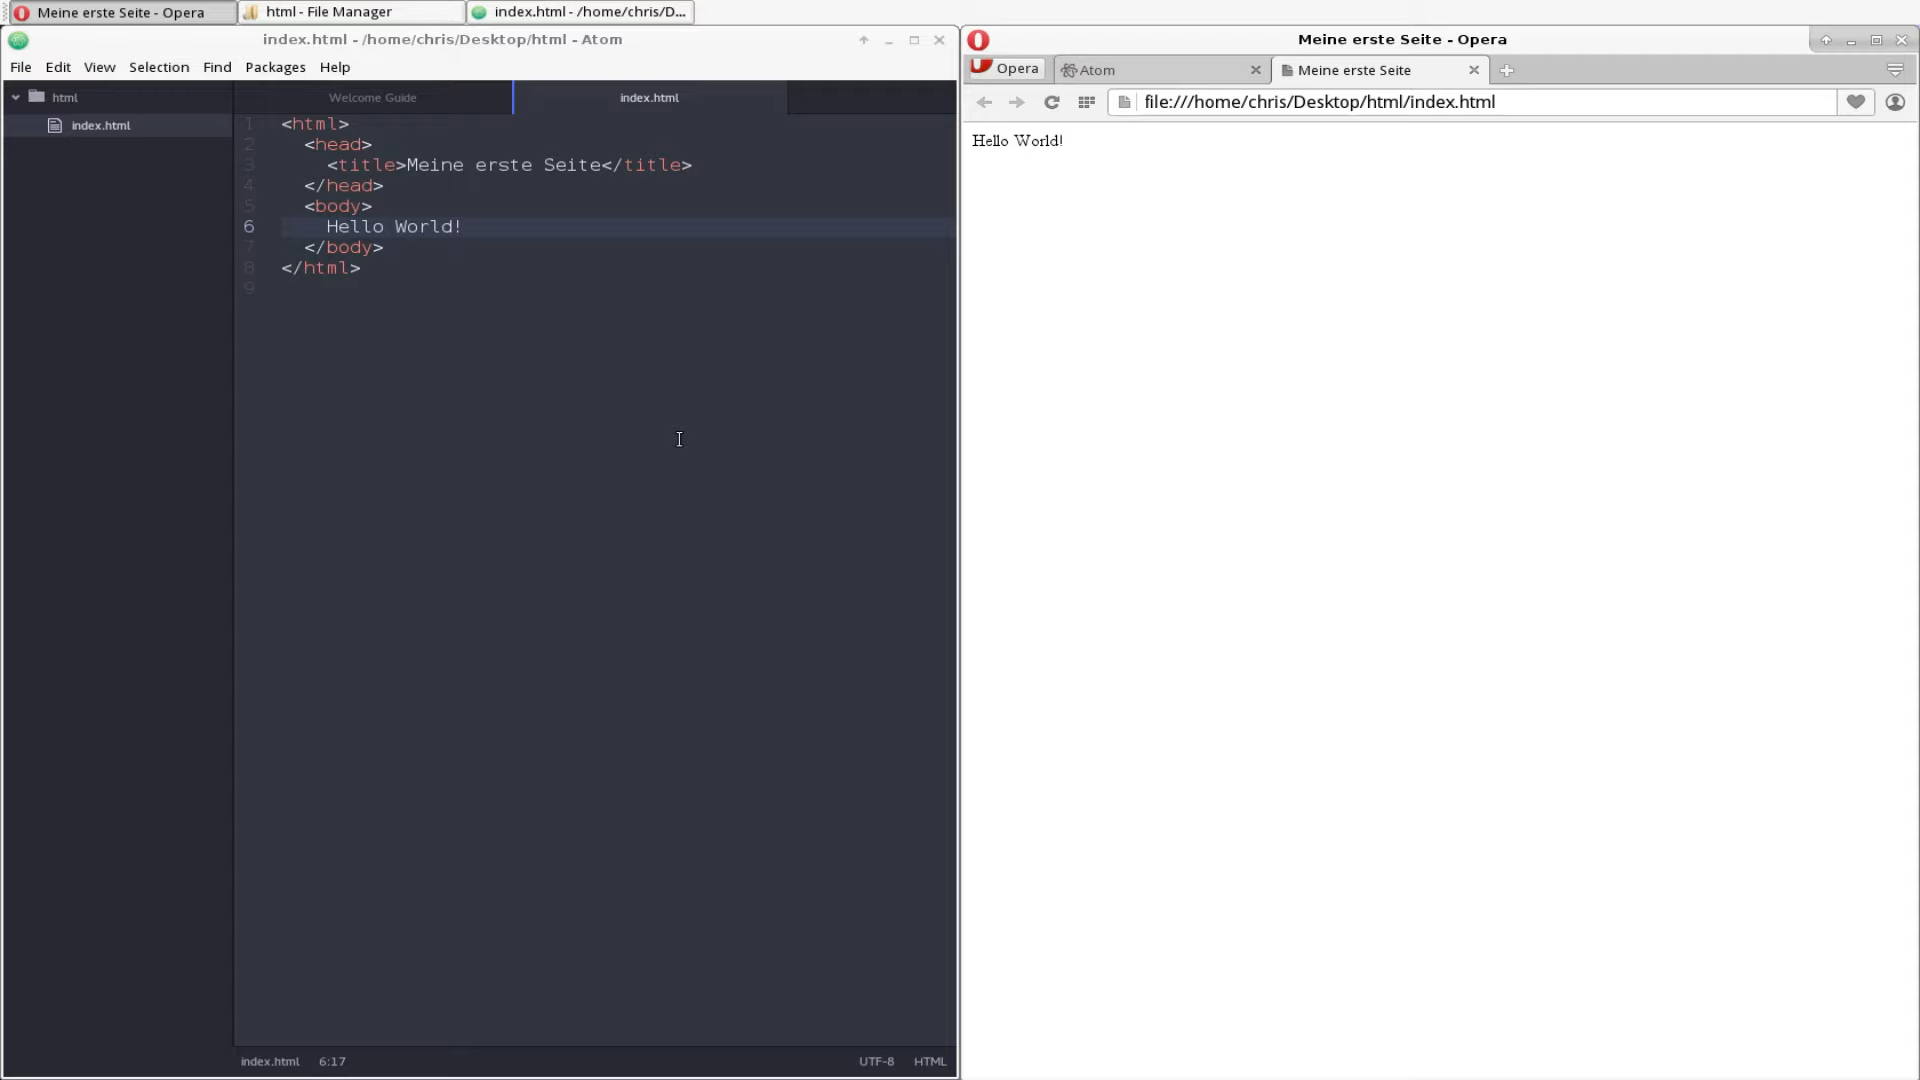 Meine erste Seite - Opera
html - File Manager
index.html - /home/chris/D...
index.html - /home/chris/Desktop/html - Atom
File Edit View Selection Find Packages Help
html
index.html
Welcome Guide
index.html
1 <html>
2 <head>
3 <title>Meine erste Seite</title>
4 </head>
5 <body>
6 Hello World!
7 </body>
8 </html>
9
index.html 6:17
UTF-8 HTML
Meine erste Seite - Opera
Opera
Atom
Meine erste Seite
file:///home/chris/Desktop/html/index.html
Hello World!